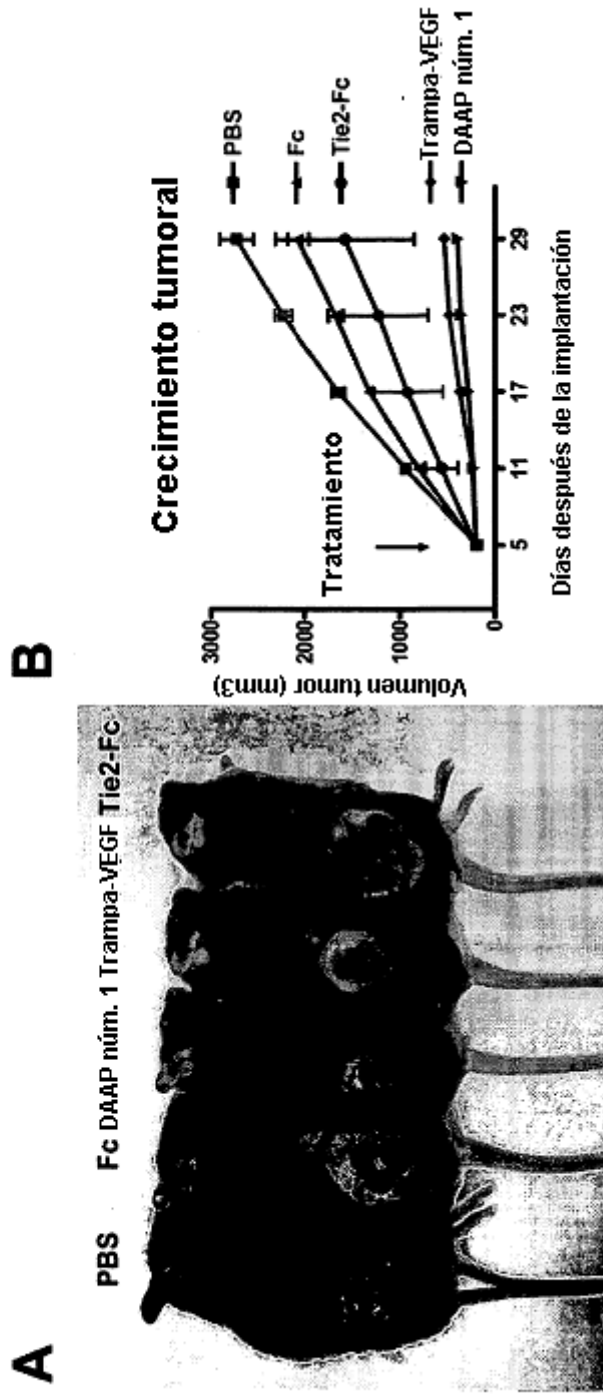 A
PBS Fc DAAP núm. 1 Trampa-VEGF Tie2-Fc
B
Crecimiento tumoral
Volumen tumor (mm3)
3000
2000
1000
0
Tratamiento
PBS
Fc
Tie2-Fc
Trampa-VEGF
DAAP núm. 1
5 11 17 23 29
Días después de la implantación